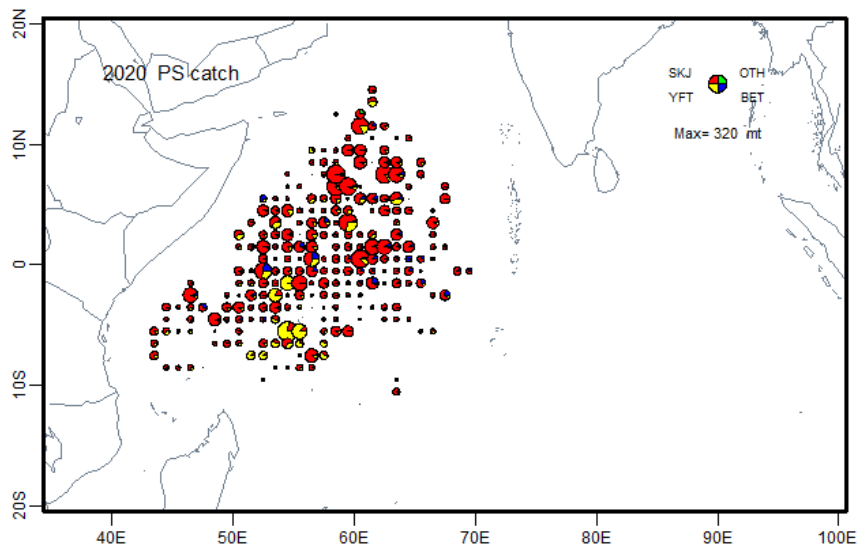 20N
2020 PS catch
SKJ OTH
YFT BET
Max= 320 mt
10N
0
10S
20S
40E 50E 60E 70E 80E 90E 100E